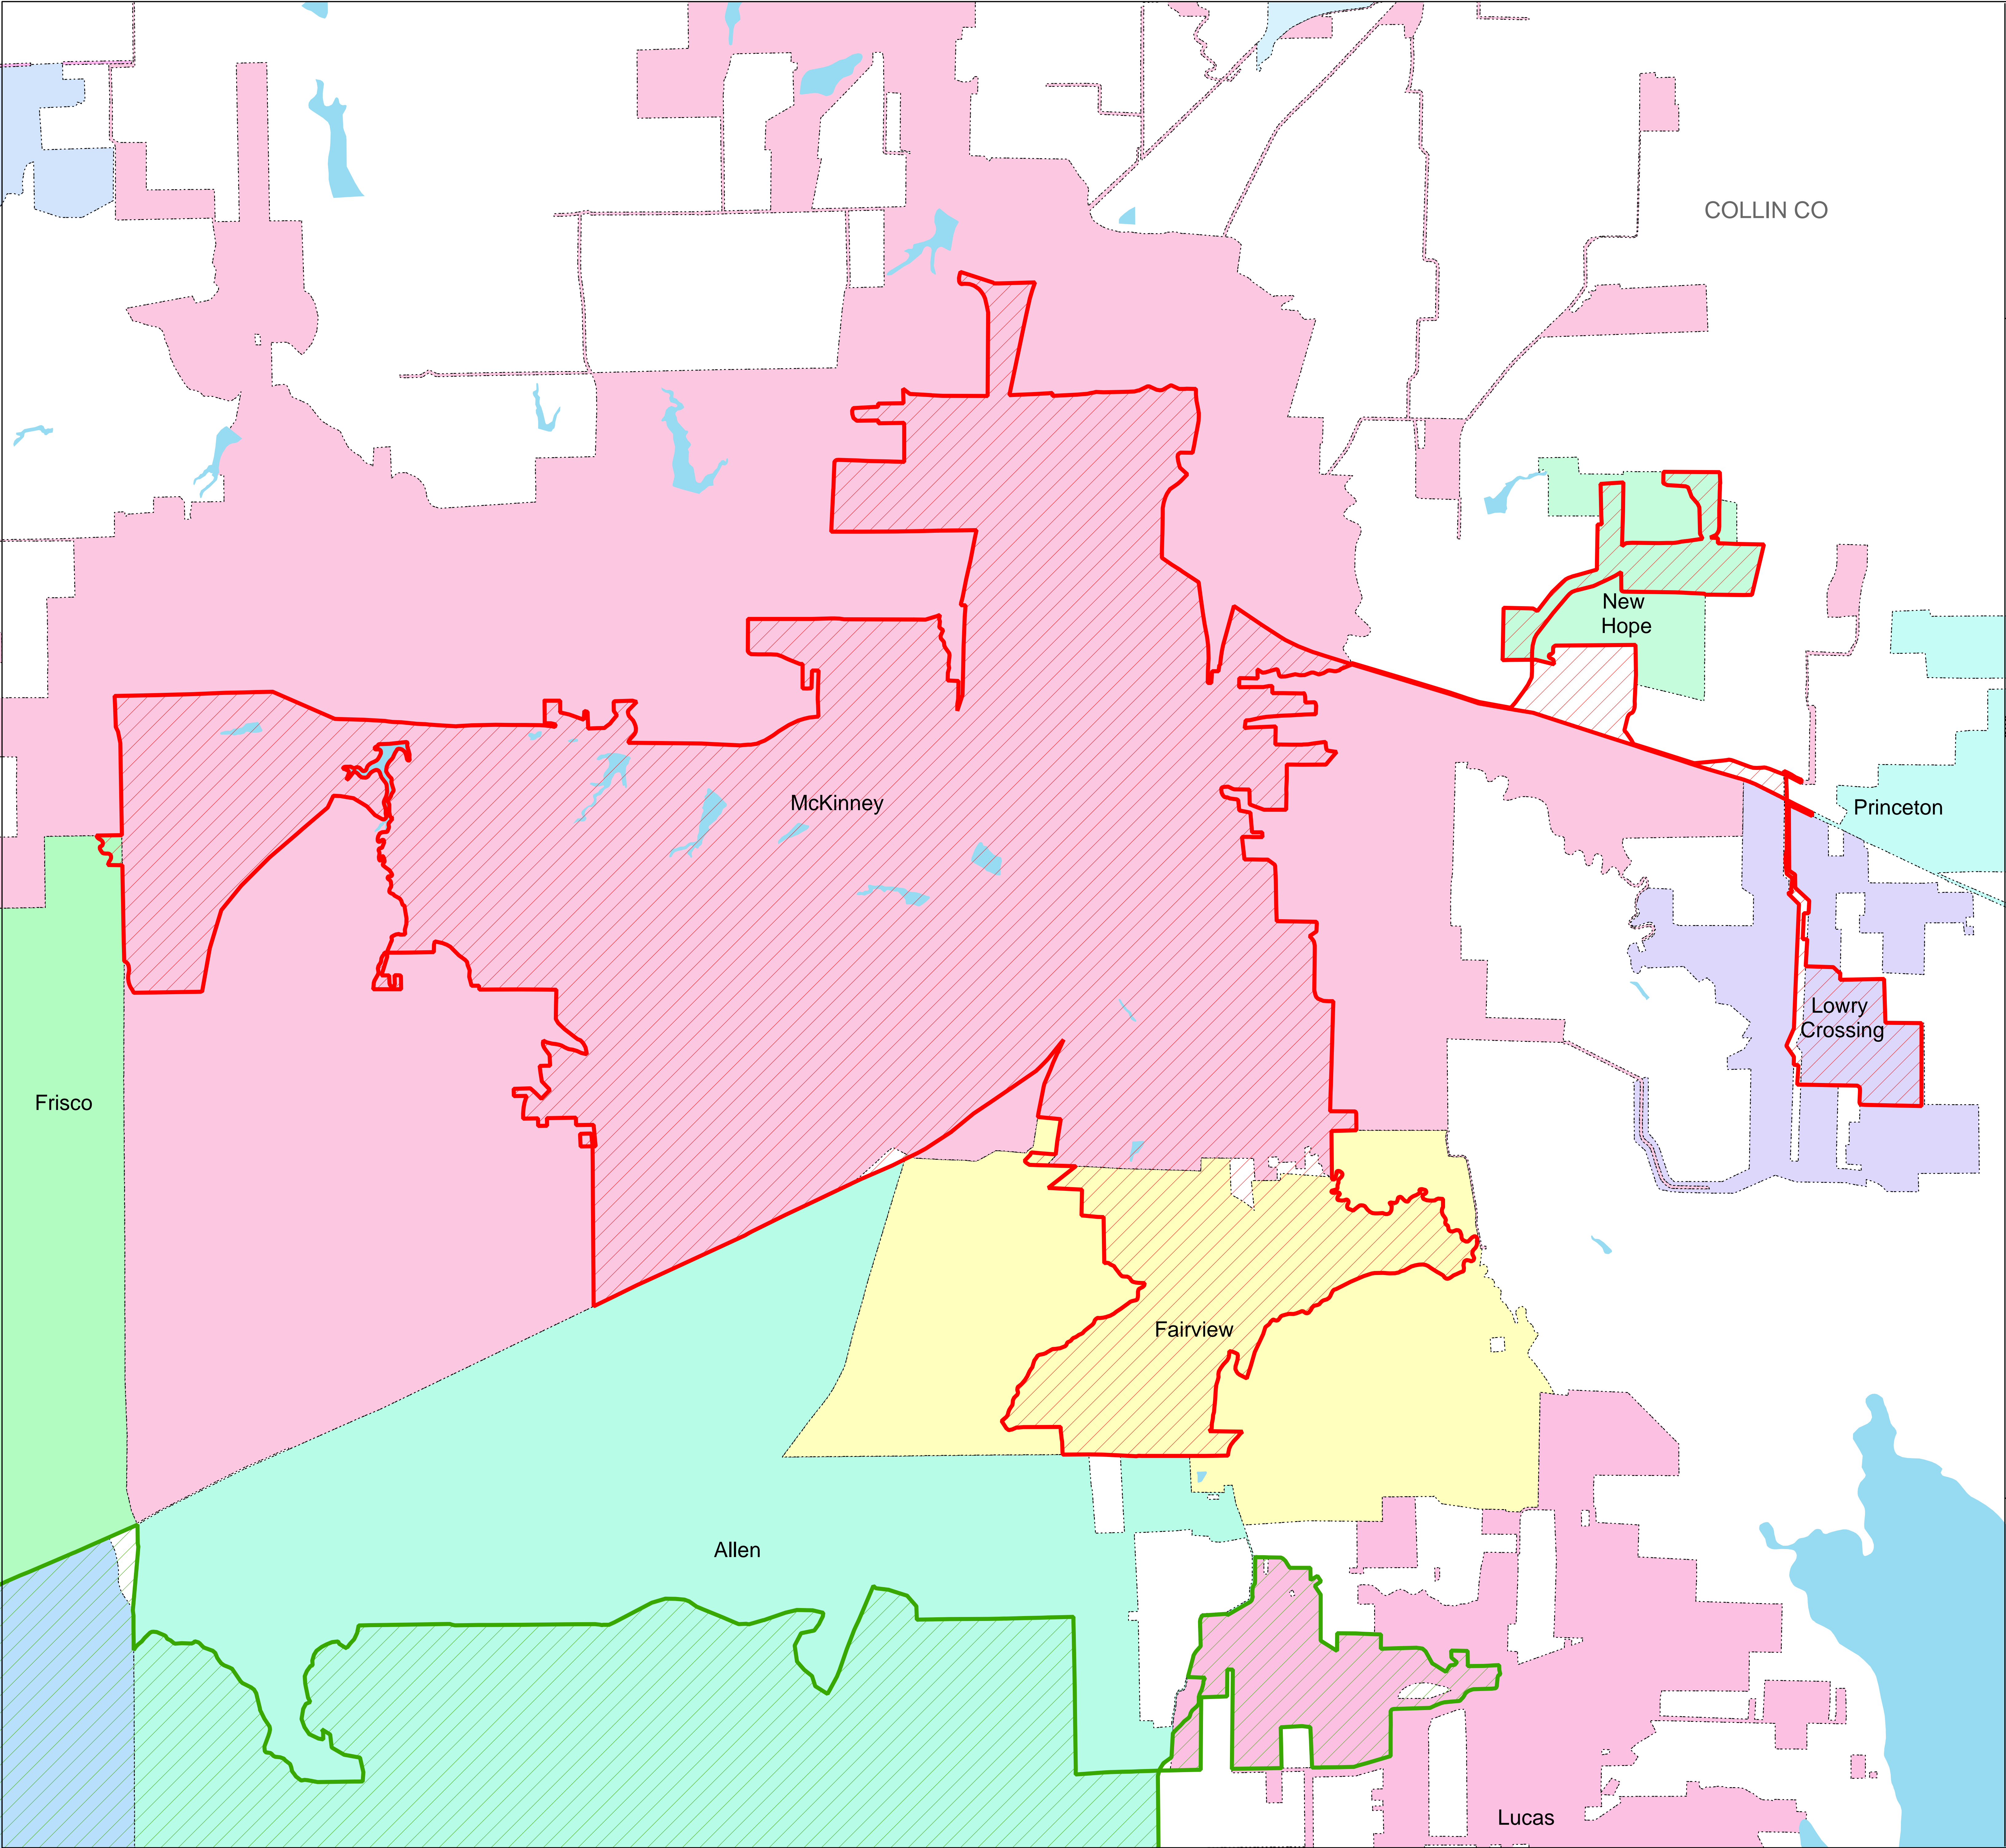 COLLIN CO
New
Hope
McKinney
Princeton
Lowry
Crossing
Frisco
Fairview
Allen
Lucas